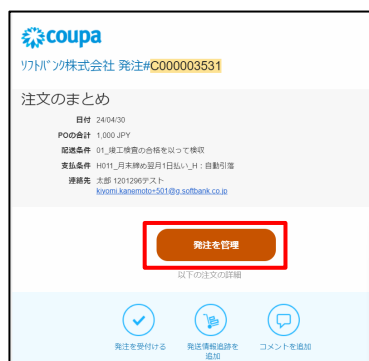 coupa
ソフトバンク株式会社 発注#C000003531
注文のまとめ
日付 24/04/30
POの合計 1,000 JPY
配送条件 01_竣工検査の合格を以って検収
支払条件 H011_月末締め翌月1日払い_H：自動引落
連絡先 太郎 1201296テスト
kiyomi.kanemoto+501@g.softbank.co.jp
発注を管理
以下の注文の詳細
発注を受付ける
発送情報追跡を
追加
コメントを追加